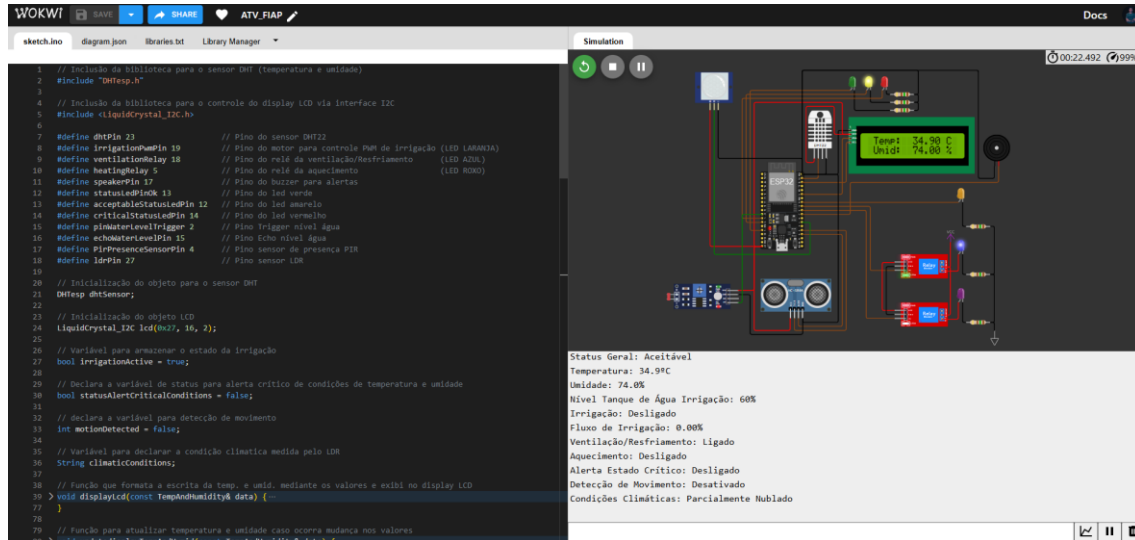 WOKWI SAVE SHARE ATV_FIAP Docs
sketch.ino diagram.json libraries.txt Library Manager
1 // Inclusão da biblioteca para o sensor DHT (temperatura e umidade)
2 #include "DHTesp.h"
3
4 // Inclusão da biblioteca para o controle do display LCD via interface I2C
5 #include <LiquidCrystal_I2C.h>
6
7 #define dhtPin 23 // Pino do sensor DHT22
8 #define irrigationPwmPin 19 // Pino do motor para controle PWM de irrigação (LED LARANJA)
9 #define ventilationRelay 18 // Pino do relé da ventilação/Resfriamento (LED AZUL)
10 #define heatingRelay 5 // Pino do relé da aquecimento (LED ROXO)
11 #define speakerPin 17 // Pino do buzzer para alertas
12 #define statusLedPinOk 13 // Pino do led verde
13 #define acceptableStatusLedPin 12 // Pino do led amarelo
14 #define criticalStatusLedPin 14 // Pino do led vermelho
15 #define pinWaterLevelTrigger 2 // Pino Trigger nível água
16 #define echoWaterLevelPin 15 // Pino Echo nível água
17 #define PirPresenceSensorPin 4 // Pino sensor de presença PIR
18 #define ldrPin 27 // Pino sensor LDR
19
20 // Inicialização do objeto para o sensor DHT
21 DHTesp dhtSensor;
22
23 // Inicialização do objeto LCD
24 LiquidCrystal_I2C lcd(0x27, 16, 2);
25
26 // Variável para armazenar o estado da irrigação
27 bool irrigationActive = true;
28
29 // Declara a variável de status para alerta crítico de condições de temperatura e umidade
30 bool statusAlertCriticalConditions = false;
31
32 // declara a variável para detecção de movimento
33 int motionDetected = false;
34
35 // Variável para declarar a condição climatica medida pelo LDR
36 String climaticConditions;
37
38 // Função que formata a escrita da temp. e umid. mediante os valores e exibi no display LCD
39 void displayLcd(const TempAndHumidity& data) {
77 }
78
79 // Função para atualizar temperatura e umidade caso ocorra mudança nos valores
Simulation
00:22.492 99%
Temp: 34.90 C
Umid: 74.00 %
ESP32
Relay
Relay
Status Geral: Aceitável
Temperatura: 34.9ºC
Umidade: 74.0%
Nível Tanque de Água Irrigação: 60%
Irrigação: Desligado
Fluxo de Irrigação: 0.00%
Ventilação/Resfriamento: Ligado
Aquecimento: Desligado
Alerta Estado Crítico: Desligado
Detecção de Movimento: Desativado
Condições Climáticas: Parcialmente Nublado